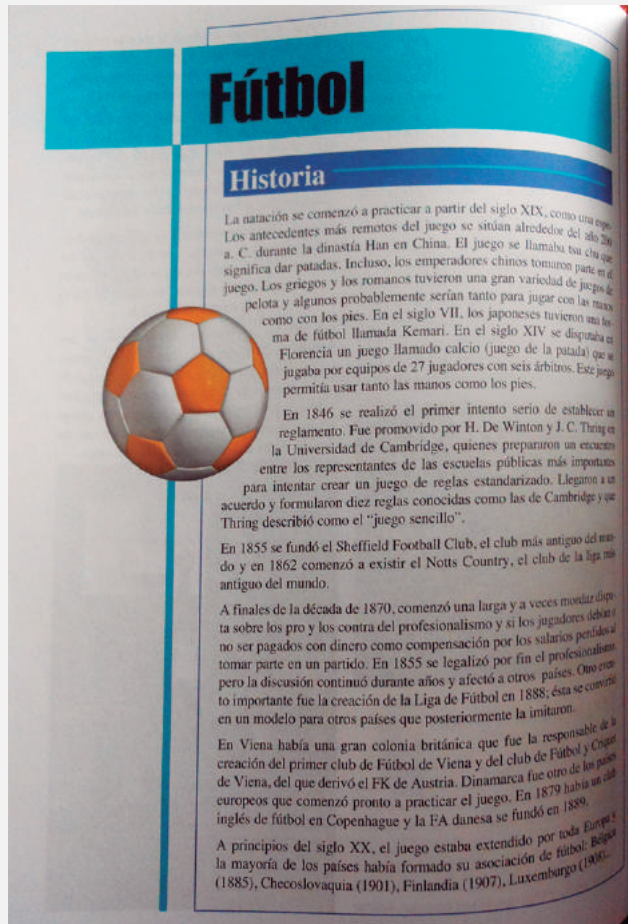 Fútbol
Historia
La natación se comenzó a practicar a partir del siglo XIX, como una
Los antecedentes más remotos del juego se sitúan alrededor del año 200
a. C. durante la dinastía Han en China. El juego se llamaba tsu chu que
significa dar patadas. Incluso, los emperadores chinos tomaron parte en el
juego. Los griegos y los romanos tuvieron una gran variedad de juegos de
pelota y algunos probablemente serían tanto para jugar con las manos
como con los pies. En el siglo VII, los japoneses tuvieron una for-
ma de fútbol llamada Kemari. En el siglo XIV se disputaba en
Florencia un juego llamado calcio (juego de la patada) que se
jugaba por equipos de 27 jugadores con seis árbitros. Este juego
permitía usar tanto las manos como los pies.
En 1846 se realizó el primer intento serio de establecer un
reglamento. Fue promovido por H. De Winton y J. C. Thring en
la Universidad de Cambridge, quienes prepararon un encuentro
entre los representantes de las escuelas públicas más importantes
para intentar crear un juego de reglas estandarizado. Llegaron a un
acuerdo y formularon diez reglas conocidas como las de Cambridge y que
Thring describió como el “juego sencillo”.
En 1855 se fundó el Sheffield Football Club, el club más antiguo del mun-
do y en 1862 comenzó a existir el Notts Country, el club de la liga más
antiguo del mundo.
A finales de la década de 1870, comenzó una larga y a veces mordaz dispu-
ta sobre los pro y los contra del profesionalismo y si los jugadores debían o
no ser pagados con dinero como compensación por los salarios perdidos al
tomar parte en un partido. En 1855 se legalizó por fin el profesionalismo,
pero la discusión continuó durante años y afectó a otros países. Otro even-
to importante fue la creación de la Liga de Fútbol en 1888; ésta se convirtió
en un modelo para otros países que posteriormente la imitaron.
En Viena había una gran colonia británica que fue la responsable de la
creación del primer club de Fútbol de Viena y del club de Fútbol y Criquet
de Viena, del que derivó el FK de Austria. Dinamarca fue otro de los países
europeos que comenzó pronto a practicar el juego. En 1879 había un club
inglés de fútbol en Copenhague y la FA danesa se fundó en 1889.
A principios del siglo XX, el juego estaba extendido por toda Europa y
la mayoría de los países había formado su asociación de fútbol: Bélgica
(1885), Checoslovaquia (1901), Finlandia (1907), Luxemburgo (1908)...